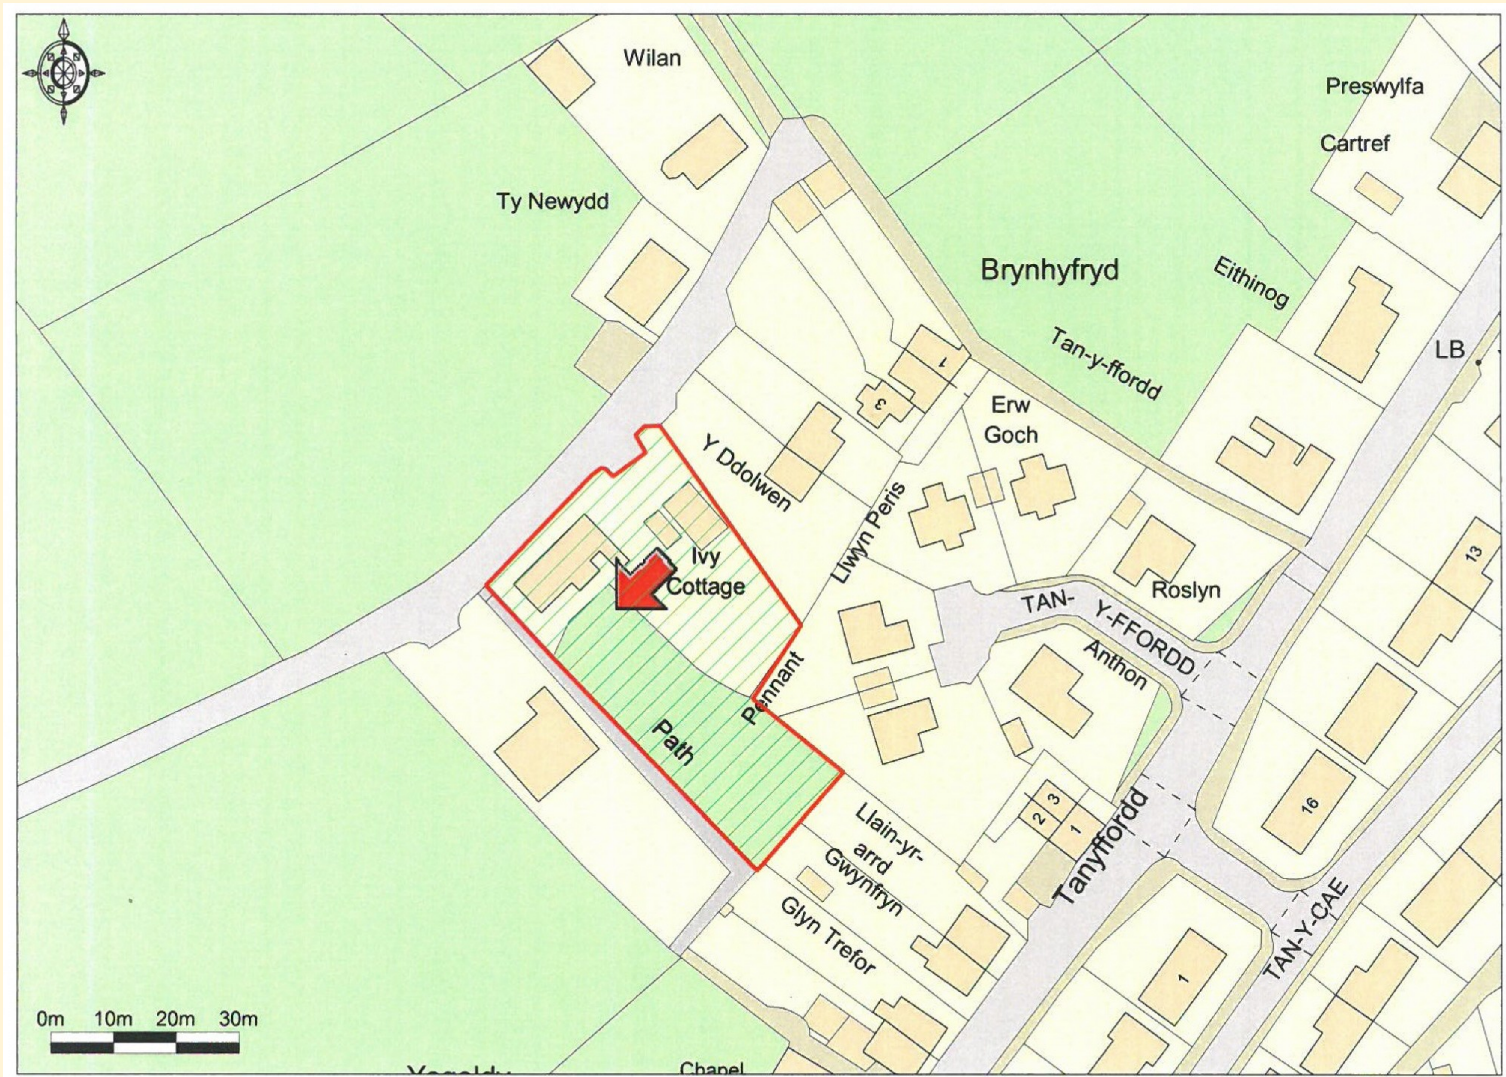 Wilan
Preswylfa
Cartref
Ty Newydd
Brynhyfryd
Eithinog
Tan-y-ffordd
LB
1
3
Erw
Goch
Y Ddolwen
Llwyn Peris
Ivy
Cottage
13
Roslyn
TAN-
Y-FFORDD
Anthon
Pennant
Path
3
2
1
16
Tanyffordd
Llain-yr-
arrd
Gwynfryn
Glyn Trefor
TAN-Y-CAE
1
0m 10m 20m 30m
Chapel